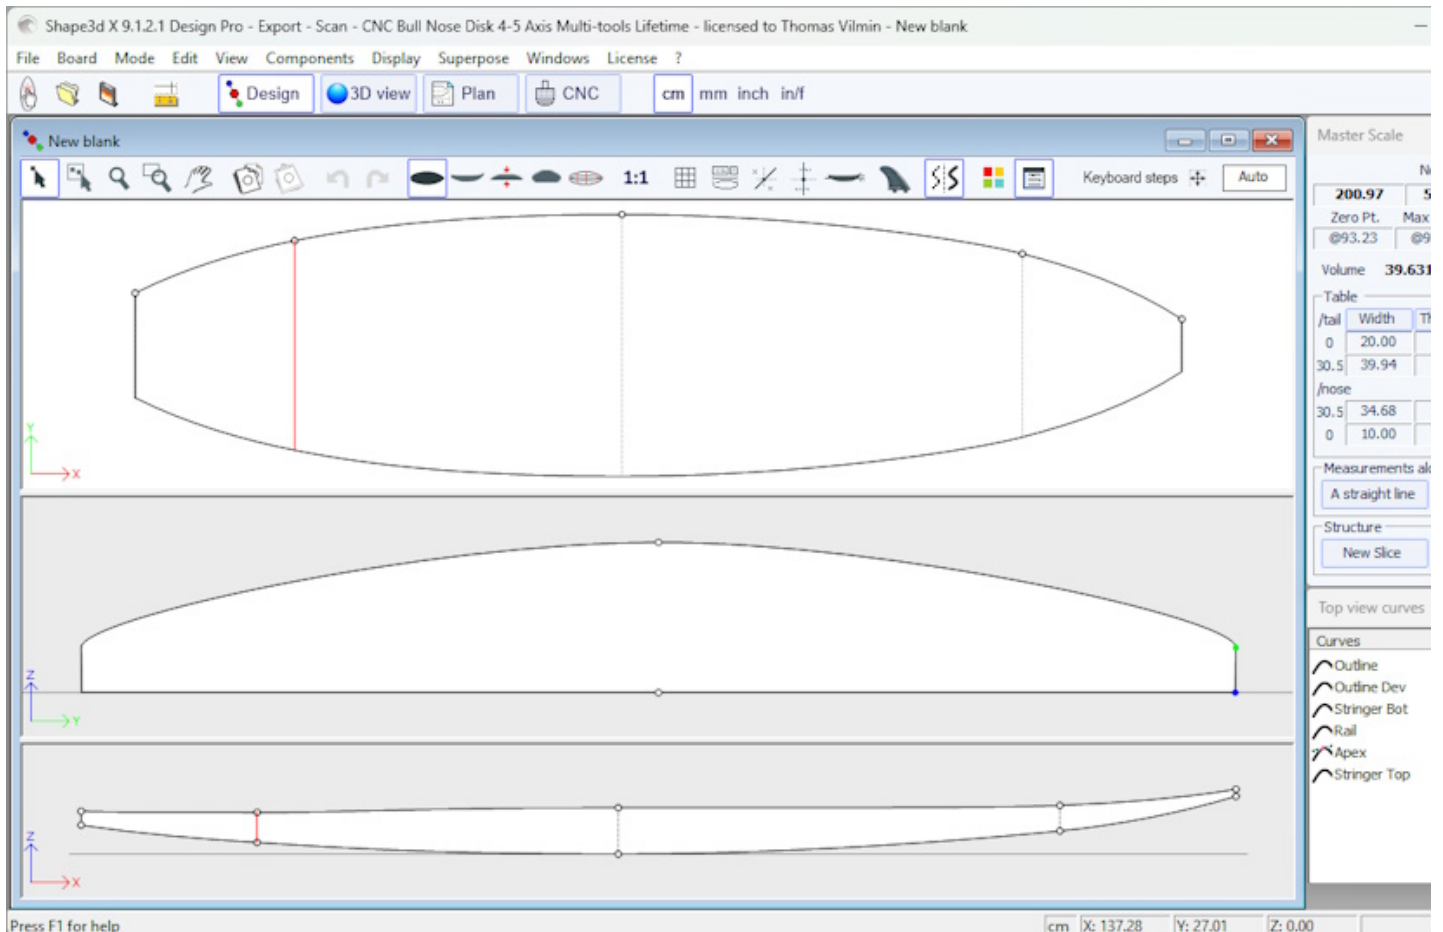 Shape3d X 9.1.2.1 Design Pro - Export - Scan - CNC Bull Nose Disk 4-5 Axis Multi-tools Lifetime - licensed to Thomas Vilmin - New blank
File Board Mode Edit View Components Display Superpose Windows License ?
Design 3D view Plan CNC cm mm inch in/f
New blank
1:1 Keyboard steps Auto
Y
X
Z
Y
Z
X
Master Scale
200.97
Zero Pt. Max
@93.23
Volume 39.631
Table
/tail Width
0 20.00
30.5 39.94
/nose
30.5 34.68
0 10.00
Measurements
A straight line
Structure
New Slice
Top view curves
Curves
Outline
Outline Dev
Stringer Bot
Rail
Apex
Stringer Top
Press F1 for help cm X: 137.28 Y: 27.01 Z: 0.00